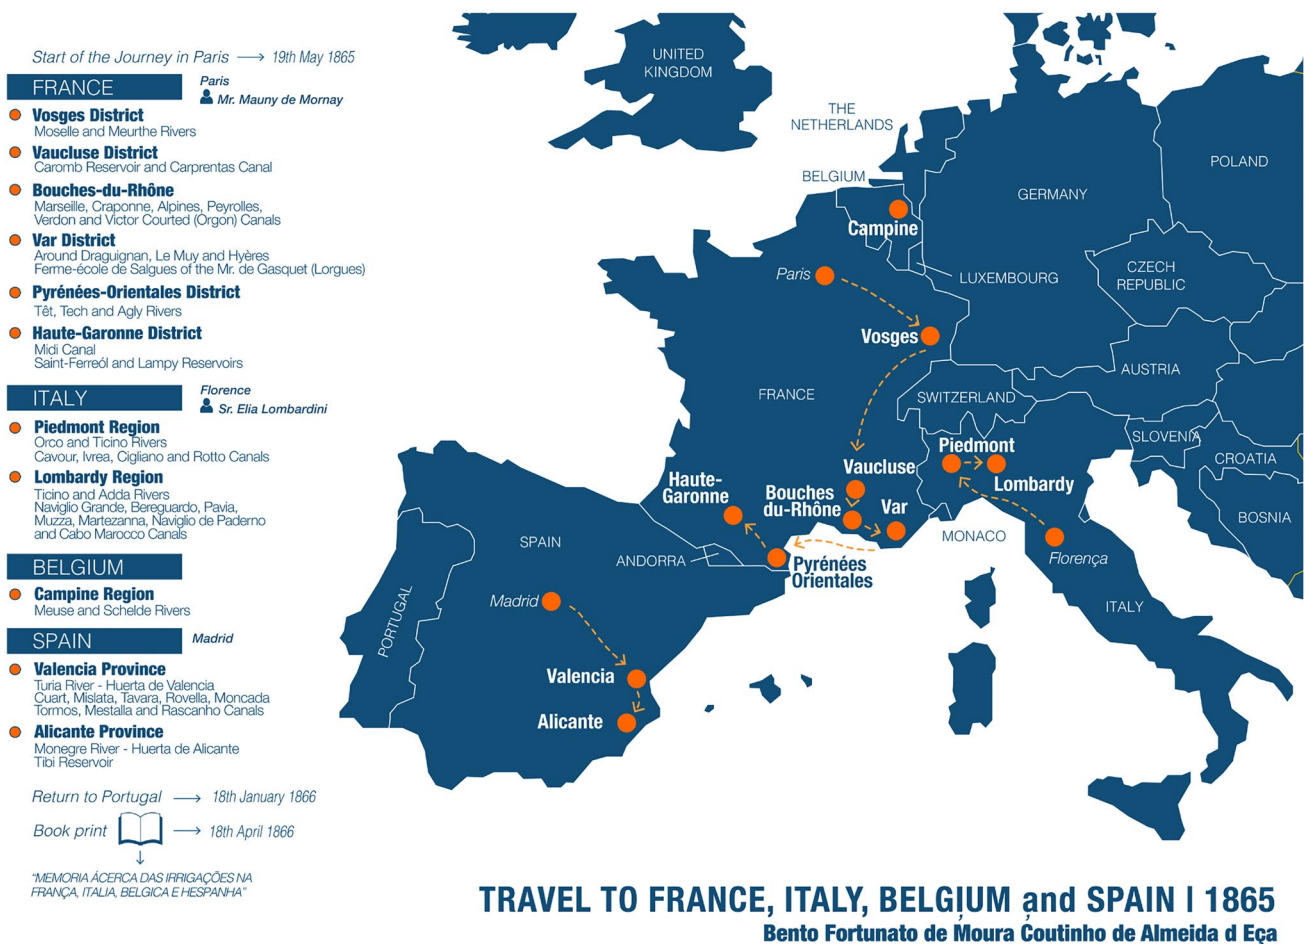 Start of the Journey in Paris → 19th May 1865
FRANCE
Paris
Mr. Mauny de Mornay
Vosges District
Moselle and Meurthe Rivers
Vaucluse District
Caromb Reservoir and Carprentas Canal
Bouches-du-Rhône
Marseille, Craponne, Alpines, Peyrolles,
Verdon and Victor Courted (Orgon) Canals
Var District
Around Draguignan, Le Muy and Hyères
Ferme-école de Salgues of the Mr. de Gasquet (Lorgues)
Pyrénées-Orientales District
Têt, Tech and Agly Rivers
Haute-Garonne District
Midi Canal
Saint-Ferreól and Lampy Reservoirs
ITALY
Florence
Sr. Elia Lombardini
Piedmont Region
Orco and Ticino Rivers
Cavour, Ivrea, Cigliano and Rotto Canals
Lombardy Region
Ticino and Adda Rivers
Naviglio Grande, Bereguardo, Pavia,
Muzza, Martezanna, Naviglio de Paderno
and Cabo Marocco Canals
BELGIUM
Campine Region
Meuse and Schelde Rivers
SPAIN
Madrid
Valencia Province
Turia River - Huerta de Valencia
Cuart, Mislata, Tavara, Rovella, Moncada
Tormos, Mestalla and Rascanho Canals
Alicante Province
Monegre River - Huerta de Alicante
Tibi Reservoir
Return to Portugal → 18th January 1866
Book print → 18th April 1866
"MEMORIA ÁCERCA DAS IRRIGAÇÕES NA
FRANÇA, ITALIA, BELGICA E HESPANHA"
UNITED
KINGDOM
THE
NETHERLANDS
BELGIUM
Campine
GERMANY
POLAND
LUXEMBOURG
CZECH
REPUBLIC
Paris
Vosges
FRANCE
SWITZERLAND
AUSTRIA
SLOVENIA
CROATIA
BOSNIA
Piedmont
Lombardy
Vaucluse
Haute-
Garonne
Bouches
du-Rhône
Var
MONACO
Florença
ITALY
SPAIN
ANDORRA
Pyrénées
Orientales
Madrid
PORTUGAL
Valencia
Alicante
TRAVEL TO FRANCE, ITALY, BELGIUM and SPAIN | 1865
Bento Fortunato de Moura Coutinho de Almeida d Eça